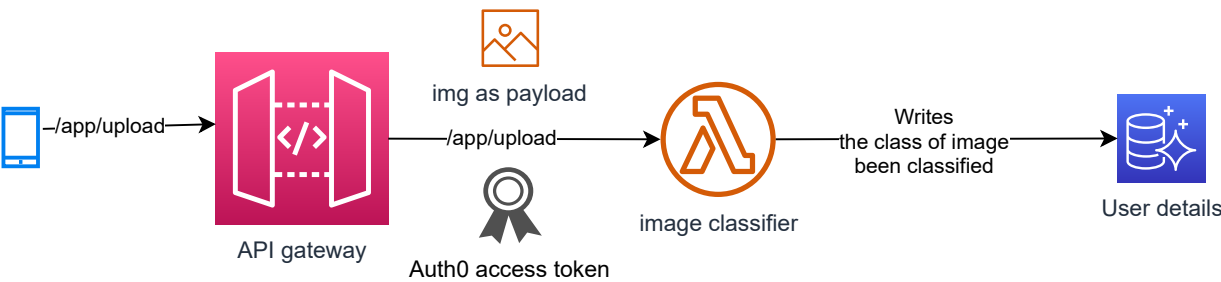 /app/upload
API gateway
img as payload
/app/upload
Auth0 access token
image classifier
Writes
the class of image
been classified
User details